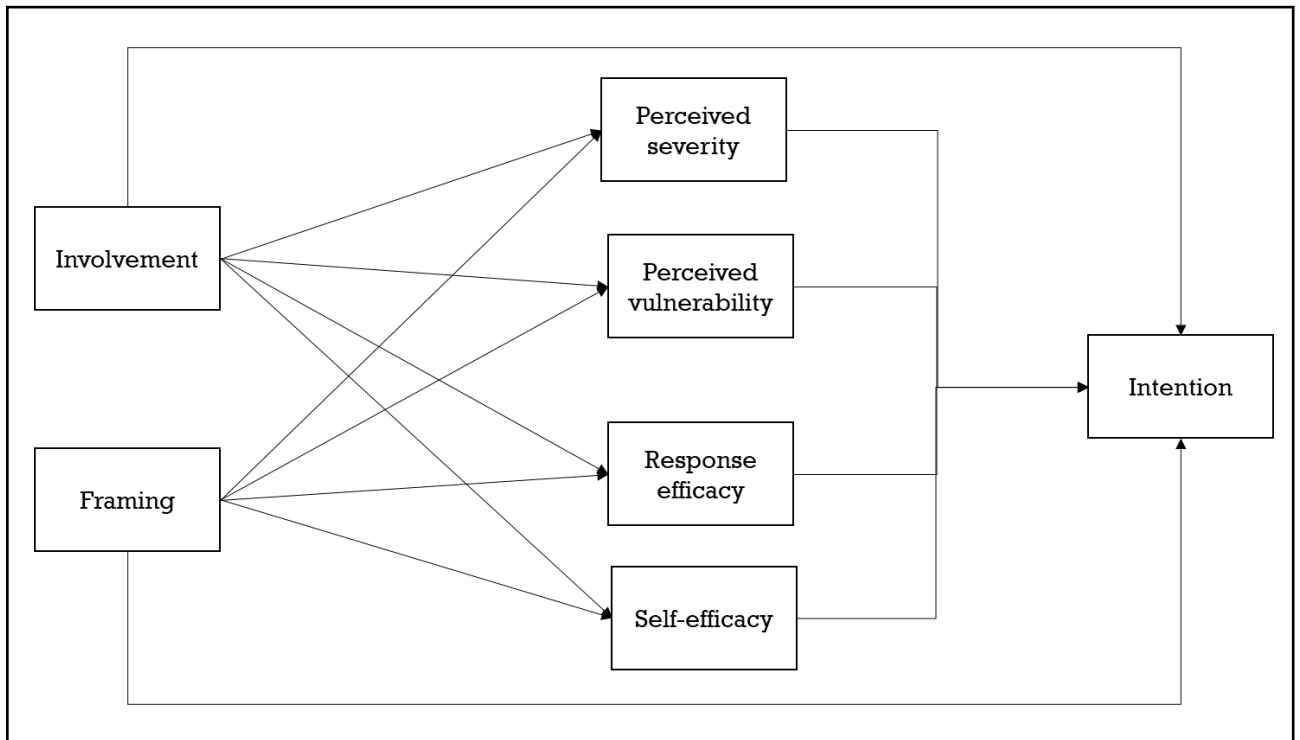 Perceived
severity
Involvement
Perceived
vulnerability
Intention
Framing
Response
efficacy
Self-efficacy